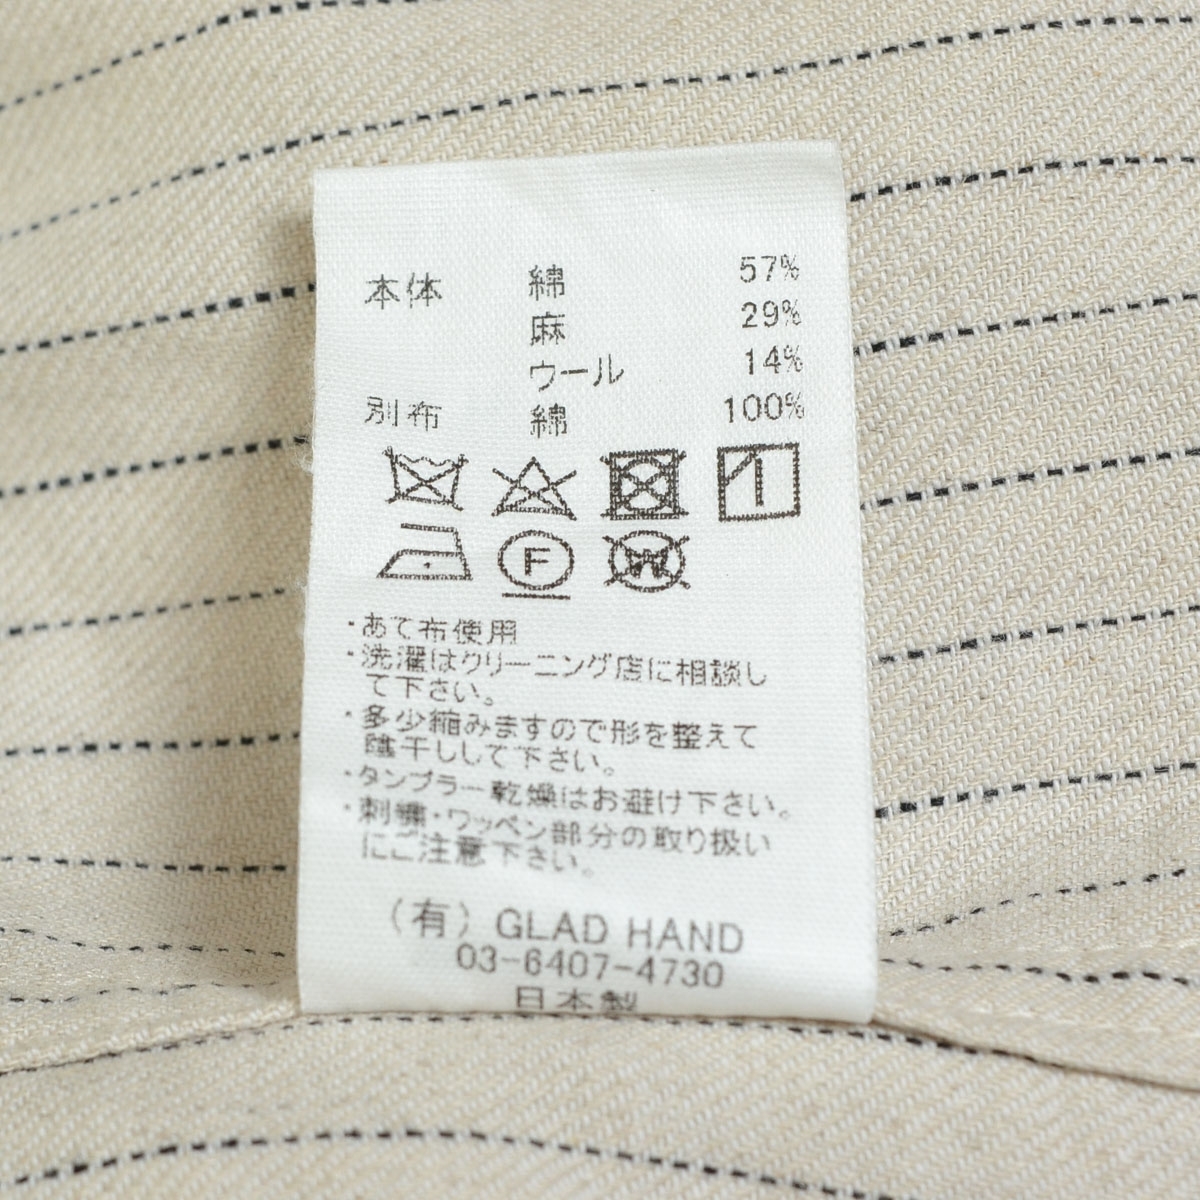 本体 綿 57%
麻 29%
ウール 14%
別布 綿 100%
F
W
・あて布使用
・洗濯はクリーニング店に相談し
て下さい。
・多少縮みますので形を整えて
陰干しして下さい。
・タンブラー乾燥はお避け下さい。
・刺繍・ワッペン部分の取り扱い
にご注意下さい。
（有）GLAD HAND
03-6407-4730
日本製